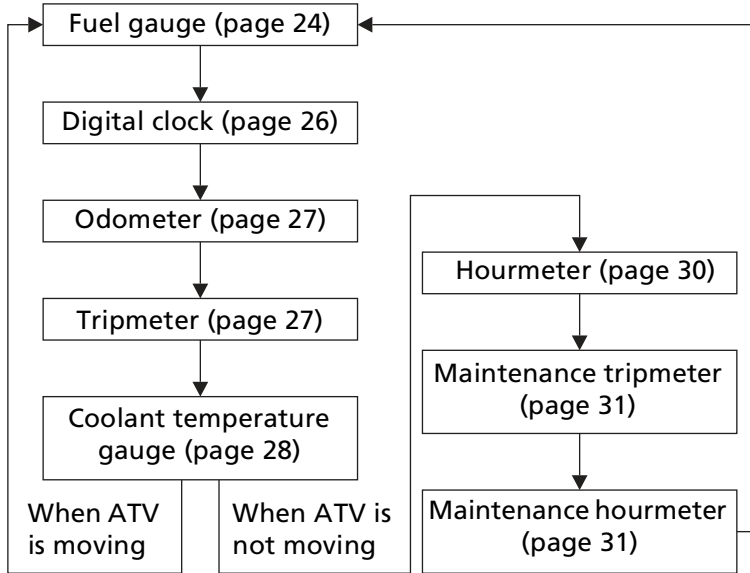 Fuel gauge (page 24)
Digital clock (page 26)
Odometer (page 27)
Tripmeter (page 27)
Coolant temperature
gauge (page 28)
When ATV
is moving
When ATV is
not moving
Hourmeter (page 30)
Maintenance tripmeter
(page 31)
Maintenance hourmeter
(page 31)